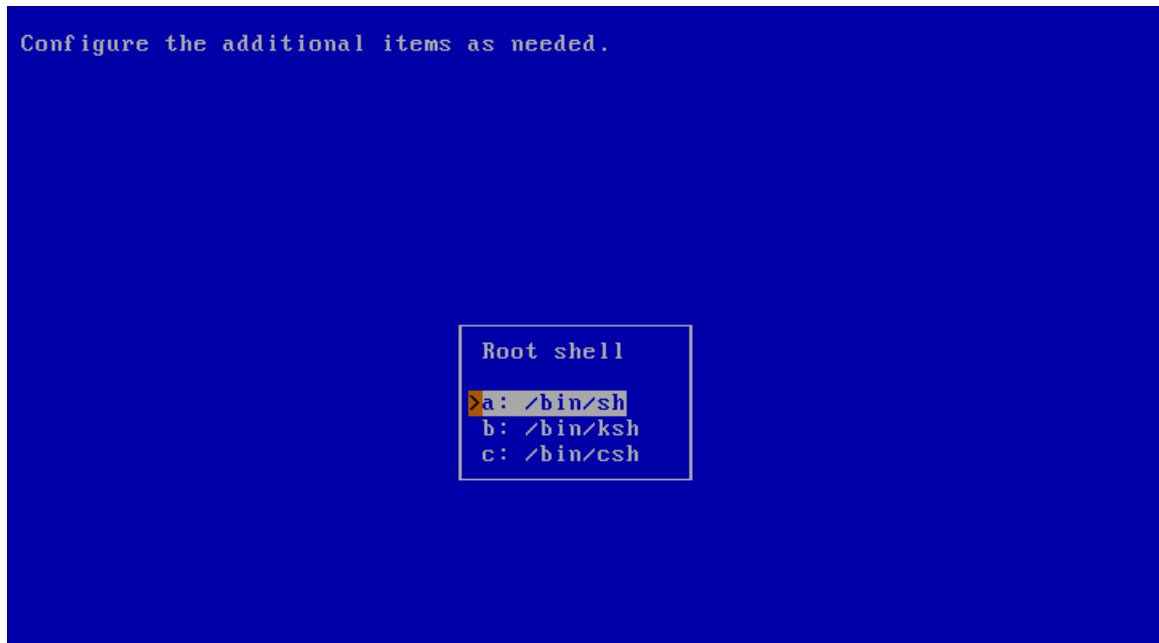 Configure the additional items as needed.
Root shell
>a: /bin/sh
b: /bin/ksh
c: /bin/csh